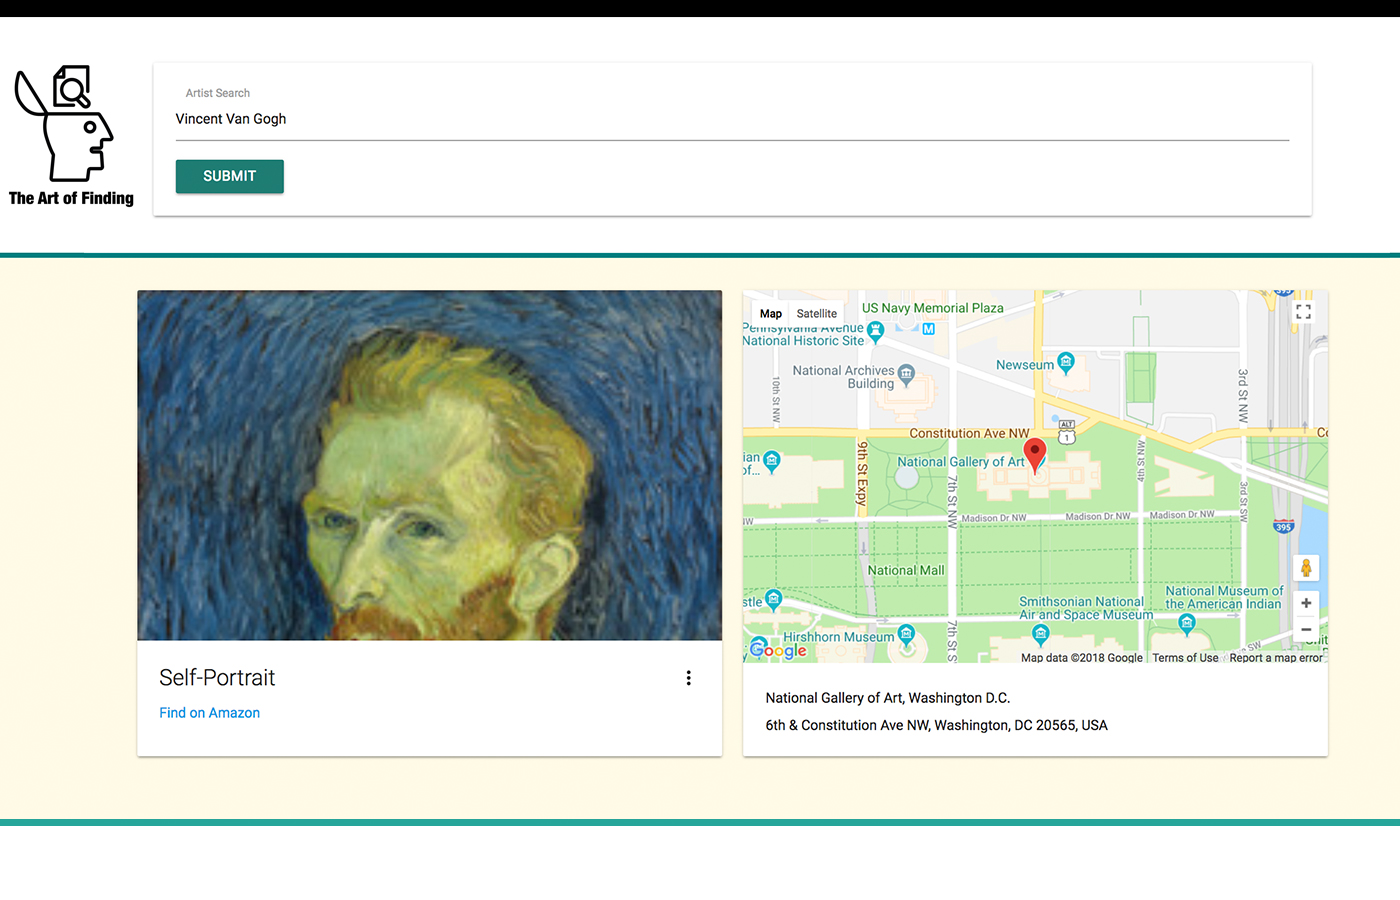 The Art of Finding
Artist Search
Vincent Van Gogh
SUBMIT
Self-Portrait
Find on Amazon
Map
Satellite
US Navy Memorial Plaza
Pennsylvania Avenue
National Historic Site
M
National Archives
Building
Newseum
10th St NW
3rd St NW
ALT
1
Constitution Ave NW
National Gallery of Art
9th St Expy
7th St NW
4th St NW
3rd St SW
Madison Dr NW
Madison Dr NW
Madison Dr NW
395
National Mall
National Museum of
the American Indian
Smithsonian National
Air and Space Museum
Hirshhorn Museum
7th St S
Google
Map data ©2018 Google
Terms of Use
Report a map error
National Gallery of Art, Washington D.C.
6th & Constitution Ave NW, Washington, DC 20565, USA